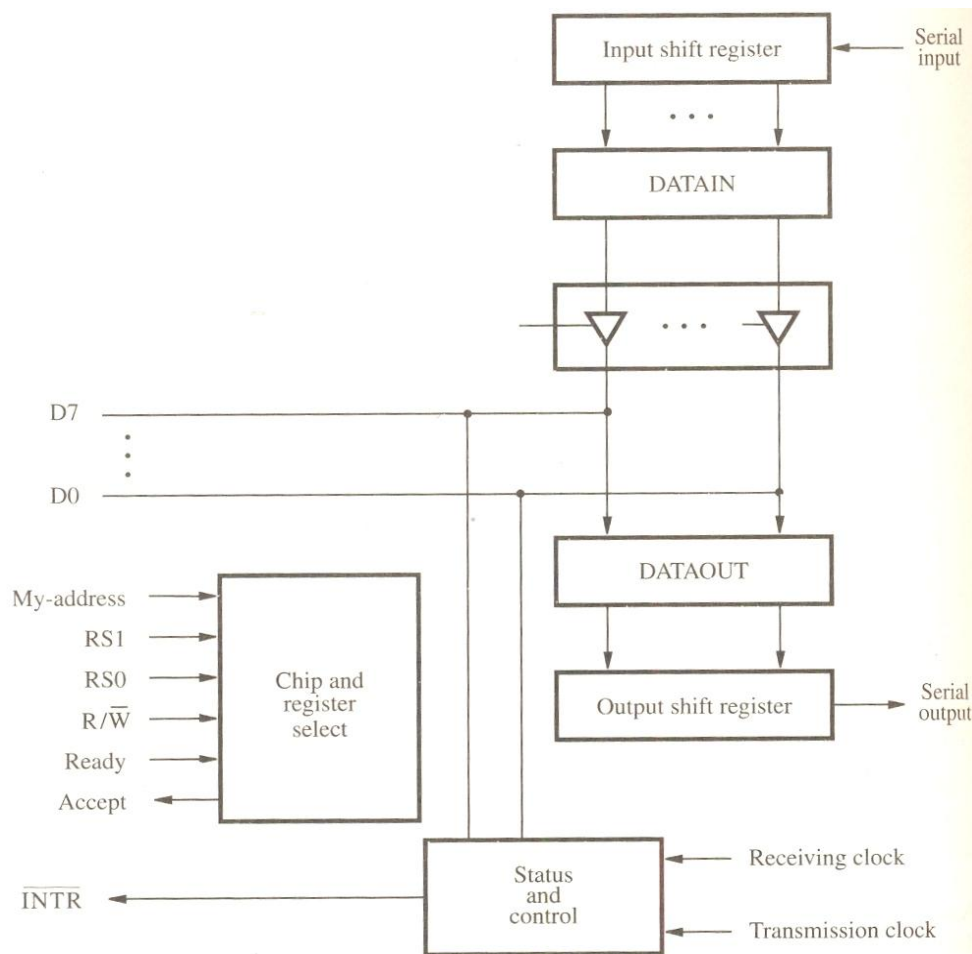 Input shift register
Serial
input
DATAIN
D7
D0
DATAOUT
My-address
RS1
RS0
R/W̅
Ready
Accept
Chip and
register
select
Output shift register
Serial
output
I̅N̅T̅R̅
Status
and
control
Receiving clock
Transmission clock